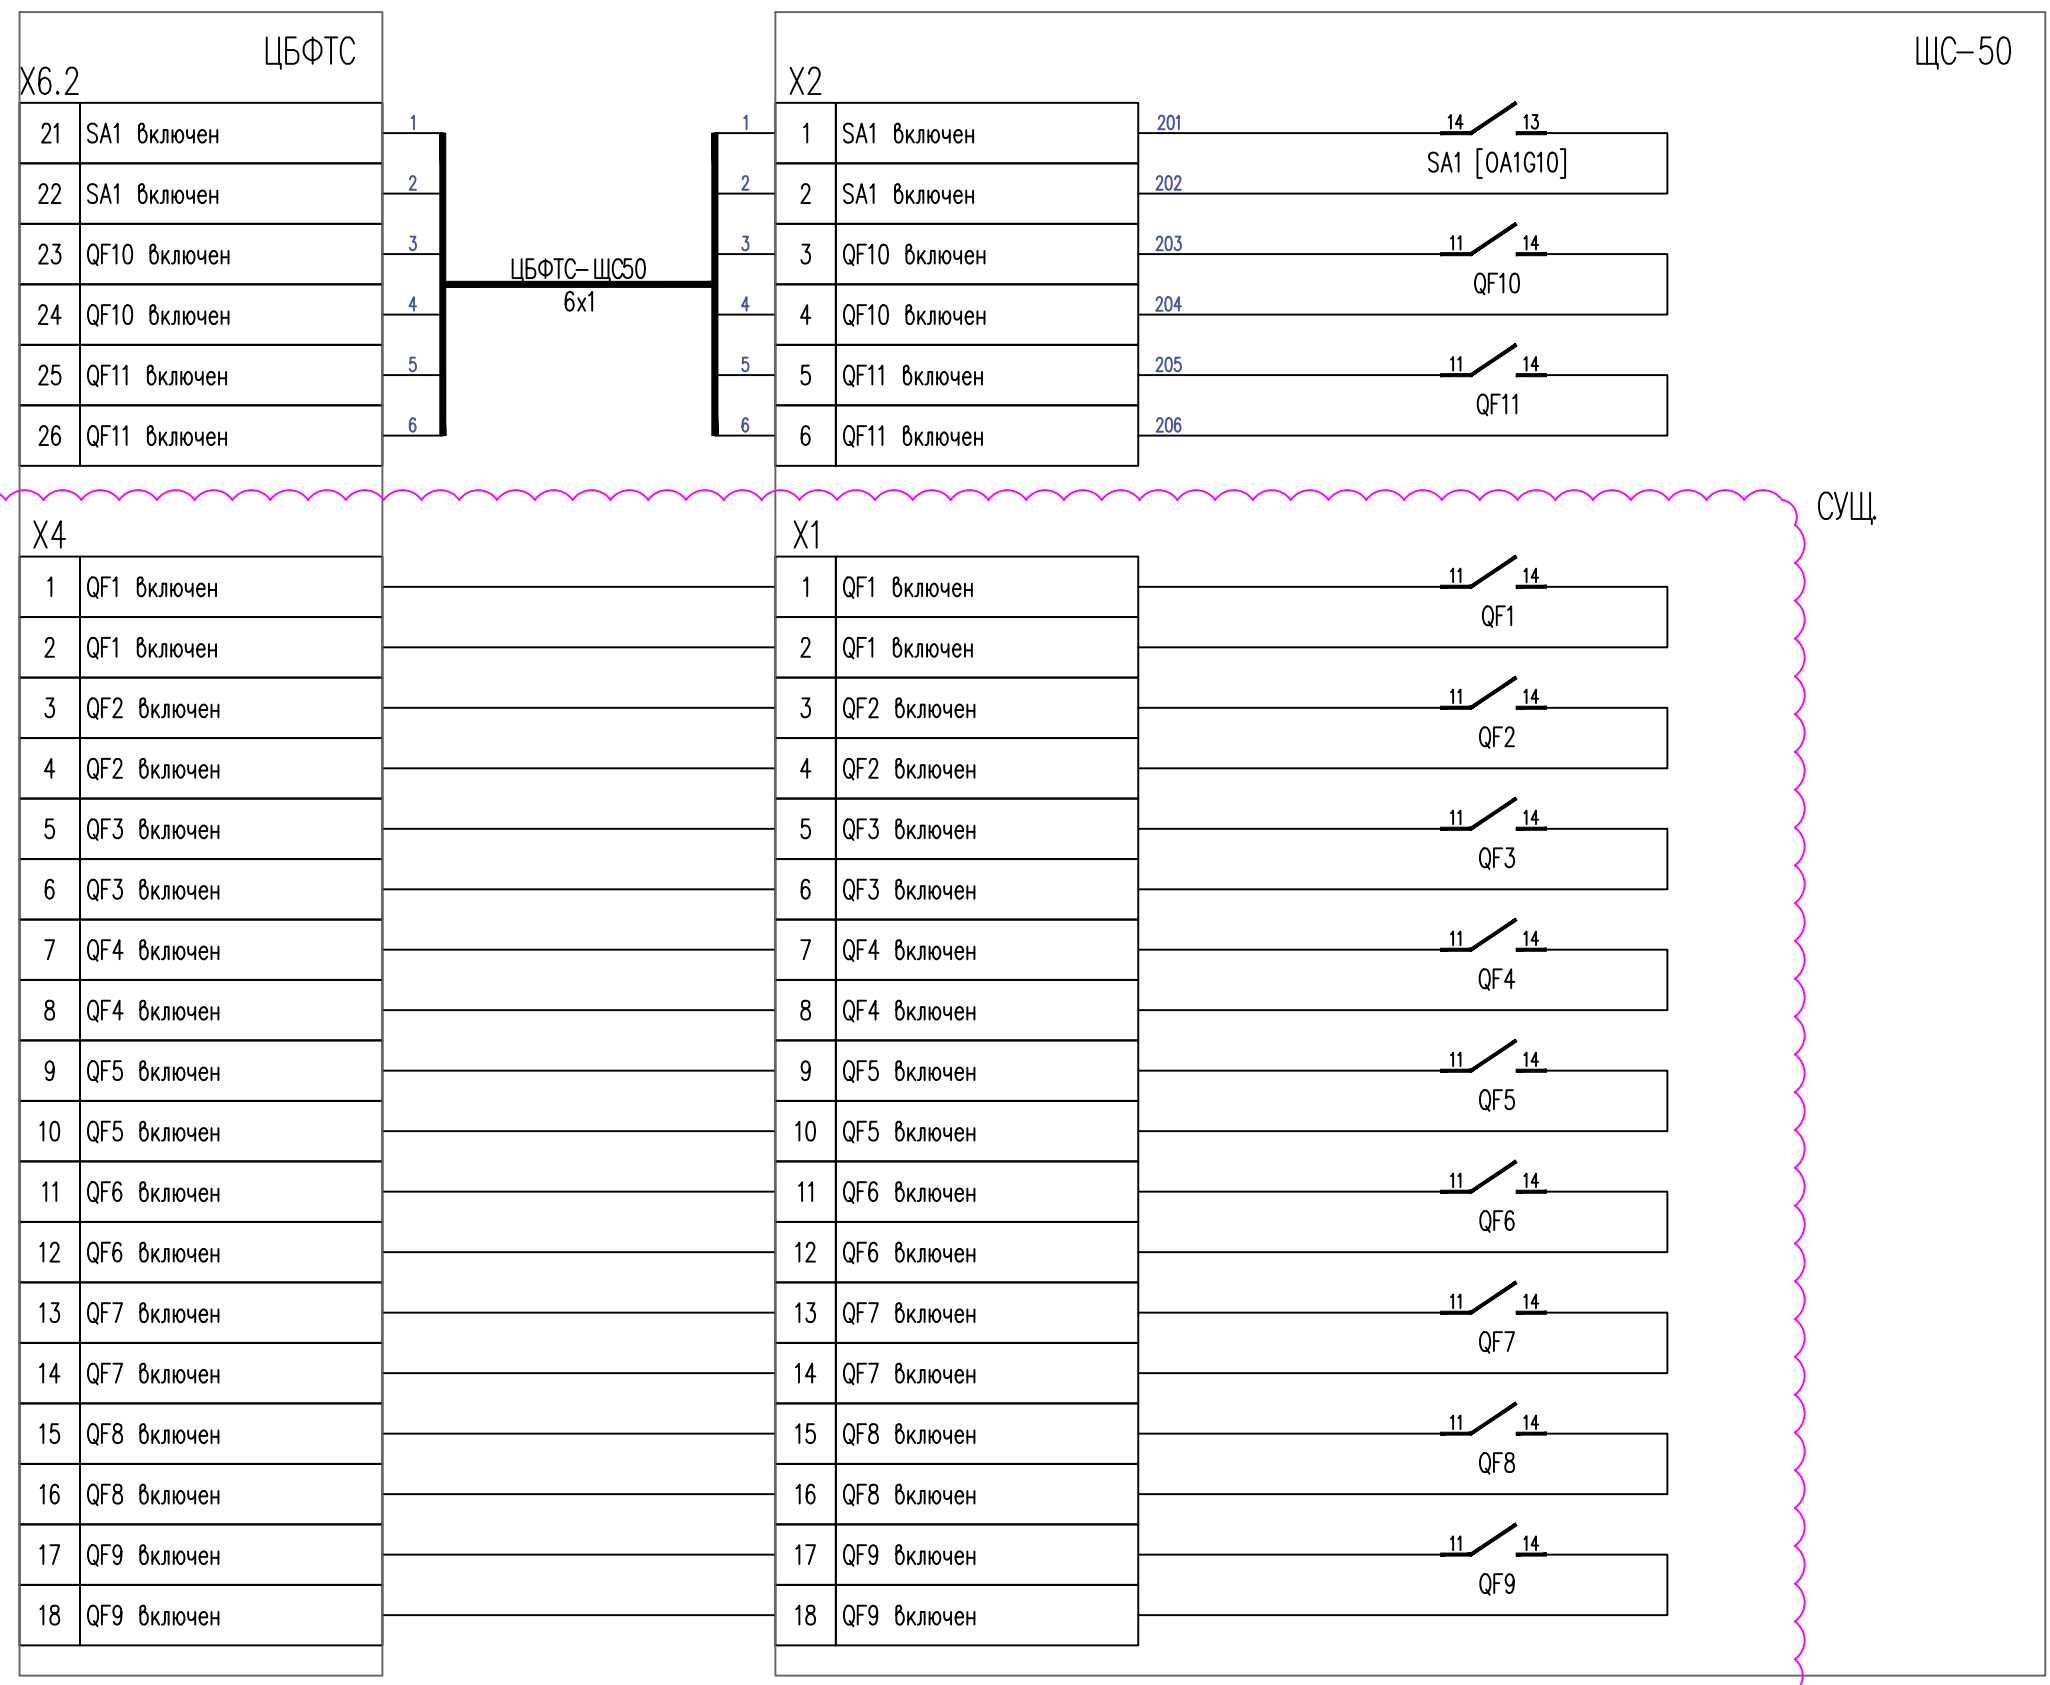 ЦБФТС ЩС-50
X6.2 X2
21 SA1 включен 1 1 1 SA1 включен 201 14 13
SA1 [OA1G10]
22 SA1 включен 2 2 2 SA1 включен 202
23 QF10 включен 3 3 3 QF10 включен 203 11 14
ЦБФТС-ЩС50 QF10
6x1
24 QF10 включен 4 4 4 QF10 включен 204
25 QF11 включен 5 5 5 QF11 включен 205 11 14
QF11
26 QF11 включен 6 6 6 QF11 включен 206
СУЩ.
X4 X1
1 QF1 включен 1 QF1 включен 11 14
QF1
2 QF1 включен 2 QF1 включен
3 QF2 включен 3 QF2 включен 11 14
QF2
4 QF2 включен 4 QF2 включен
5 QF3 включен 5 QF3 включен 11 14
QF3
6 QF3 включен 6 QF3 включен
7 QF4 включен 7 QF4 включен 11 14
QF4
8 QF4 включен 8 QF4 включен
9 QF5 включен 9 QF5 включен 11 14
QF5
10 QF5 включен 10 QF5 включен
11 QF6 включен 11 QF6 включен 11 14
QF6
12 QF6 включен 12 QF6 включен
13 QF7 включен 13 QF7 включен 11 14
QF7
14 QF7 включен 14 QF7 включен
15 QF8 включен 15 QF8 включен 11 14
QF8
16 QF8 включен 16 QF8 включен
17 QF9 включен 17 QF9 включен 11 14
QF9
18 QF9 включен 18 QF9 включен